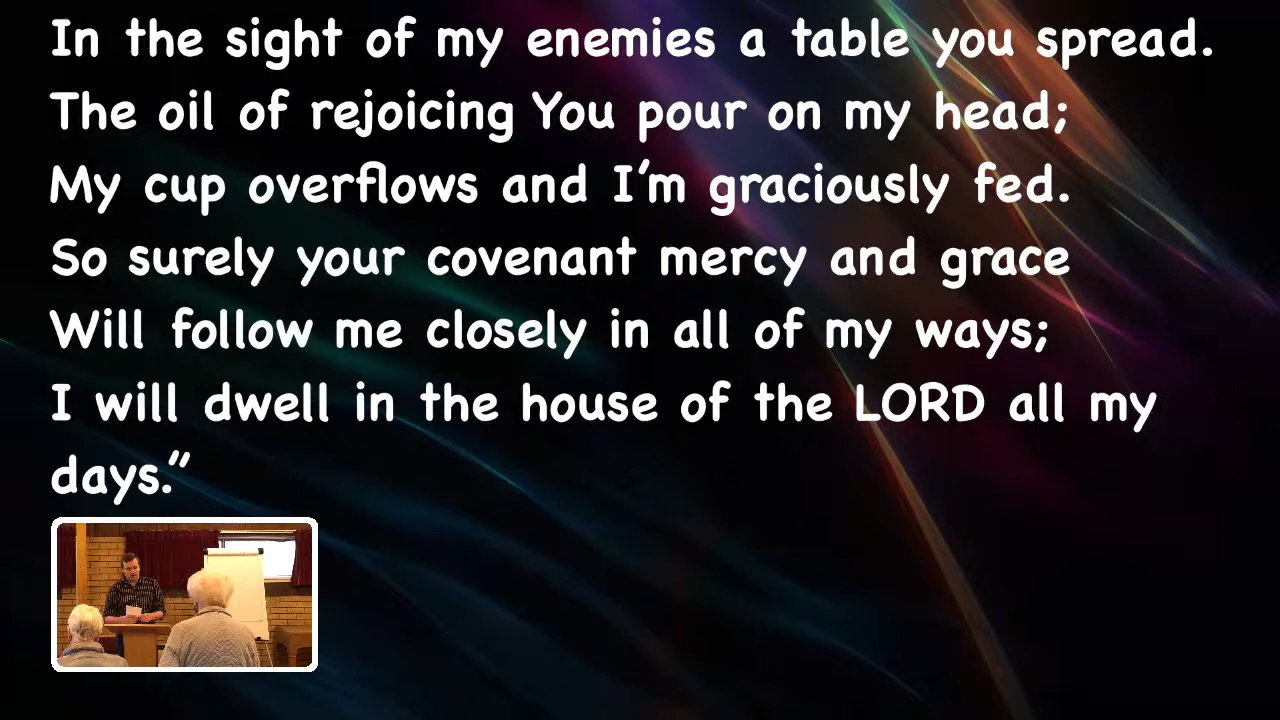 In the sight of my enemies a table you spread.
The oil of rejoicing You pour on my head;
My cup overflows and I’m graciously fed.
So surely your covenant mercy and grace
Will follow me closely in all of my ways;
I will dwell in the house of the LORD all my
days.”